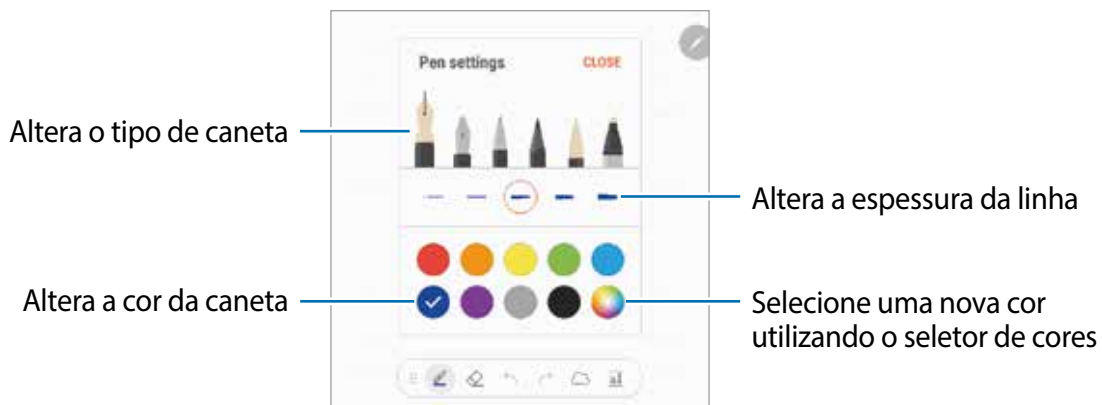 Pen settings
CLOSE
Altera o tipo de caneta
Altera a espessura da linha
Altera a cor da caneta
Selecione uma nova cor
utilizando o seletor de cores